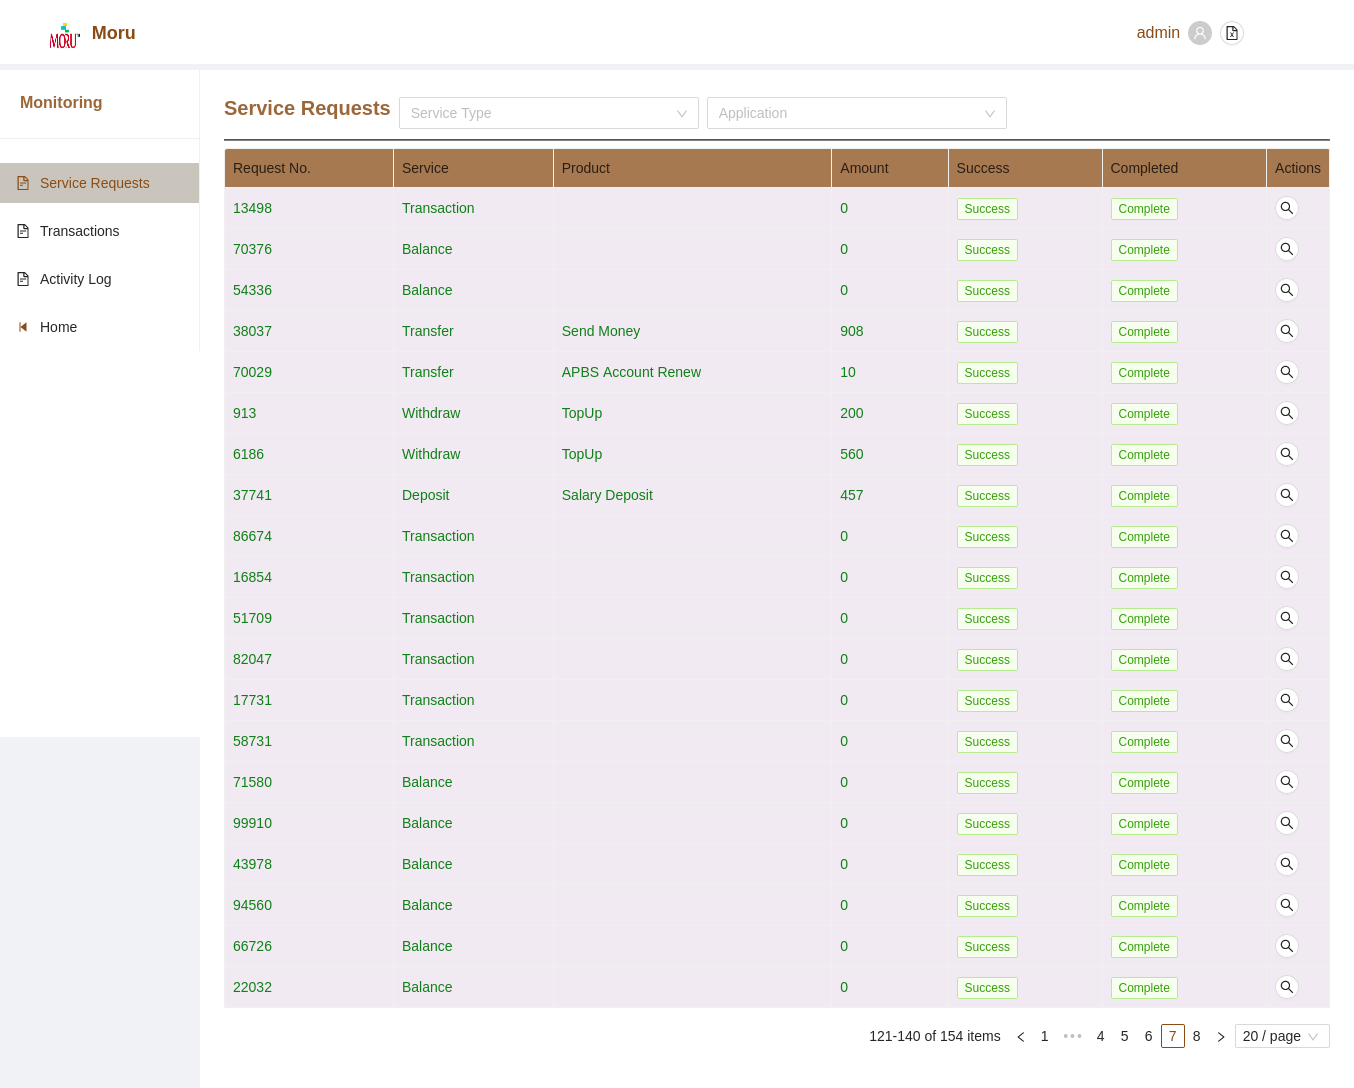 MORU™ Moru
admin
Monitoring
Service Requests
Transactions
Activity Log
Home
Service Requests Service Type Application
Request No. Service Product Amount Success Completed Actions
13498 Transaction 0 Success Complete
70376 Balance 0 Success Complete
54336 Balance 0 Success Complete
38037 Transfer Send Money 908 Success Complete
70029 Transfer APBS Account Renew 10 Success Complete
913 Withdraw TopUp 200 Success Complete
6186 Withdraw TopUp 560 Success Complete
37741 Deposit Salary Deposit 457 Success Complete
86674 Transaction 0 Success Complete
16854 Transaction 0 Success Complete
51709 Transaction 0 Success Complete
82047 Transaction 0 Success Complete
17731 Transaction 0 Success Complete
58731 Transaction 0 Success Complete
71580 Balance 0 Success Complete
99910 Balance 0 Success Complete
43978 Balance 0 Success Complete
94560 Balance 0 Success Complete
66726 Balance 0 Success Complete
22032 Balance 0 Success Complete
121-140 of 154 items 1 ••• 4 5 6 7 8 20 / page